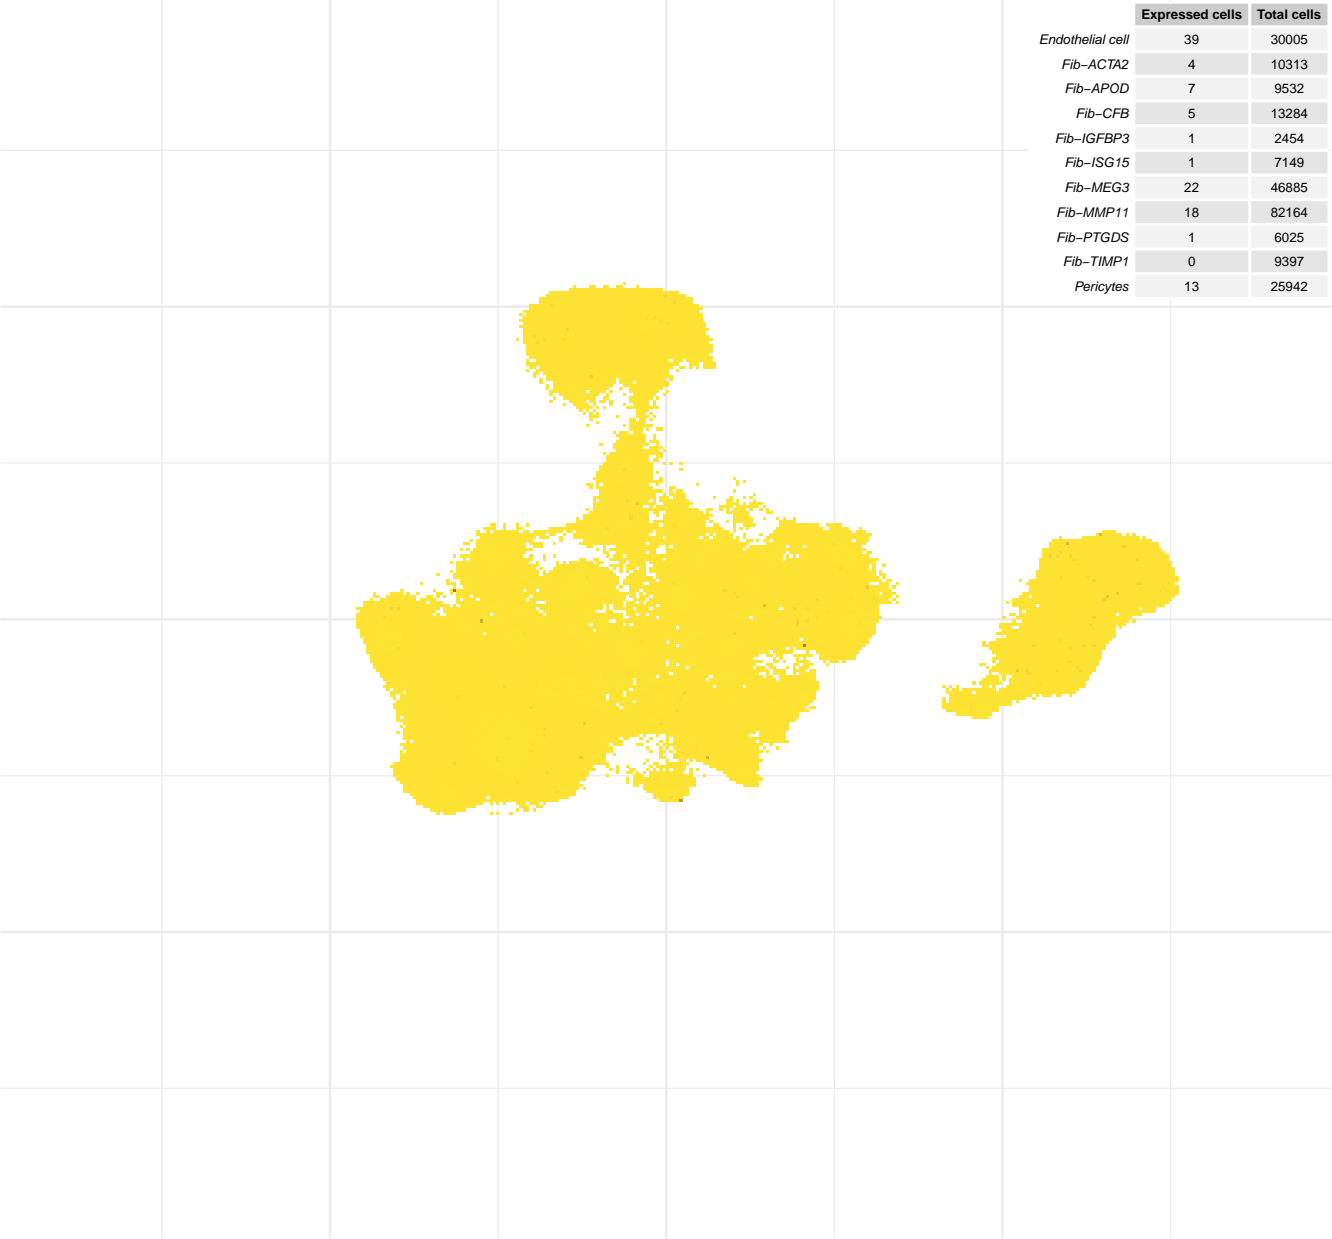 Expressed cells Total cells
Endothelial cell 39 30005
Fib−ACTA2 4 10313
Fib−APOD 7 9532
Fib−CFB 5 13284
Fib−IGFBP3 1 2454
Fib−ISG15 1 7149
Fib−MEG3 22 46885
Fib−MMP11 18 82164
Fib−PTGDS 1 6025
Fib−TIMP1 0 9397
Pericytes 13 25942